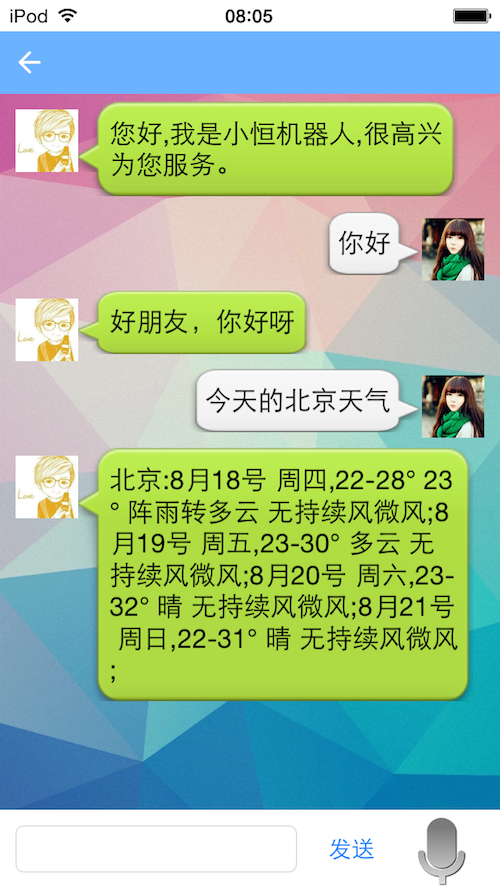 iPod 08:05
您好,我是小恒机器人,很高兴
为您服务。
你好
好朋友，你好呀
今天的北京天气
北京:8月18号 周四,22-28° 23
° 阵雨转多云 无持续风微风;8
月19号 周五,23-30° 多云 无
持续风微风;8月20号 周六,23-
32° 晴 无持续风微风;8月21号
周日,22-31° 晴 无持续风微风
;
发送